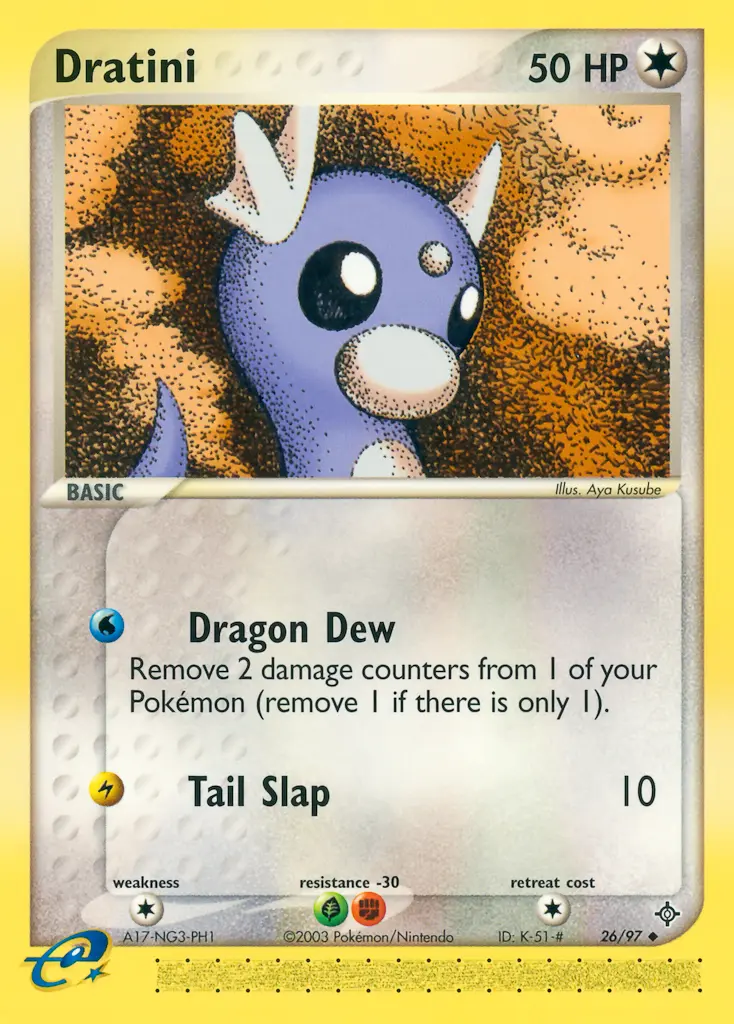 Dratini 50 HP
BASIC
Illus. Aya Kusube
Dragon Dew
Remove 2 damage counters from 1 of your
Pokémon (remove 1 if there is only 1).
Tail Slap 10
weakness resistance -30 retreat cost
A17-NG3-PH1 ©2003 Pokémon/Nintendo ID: K-51-# 26/97
e